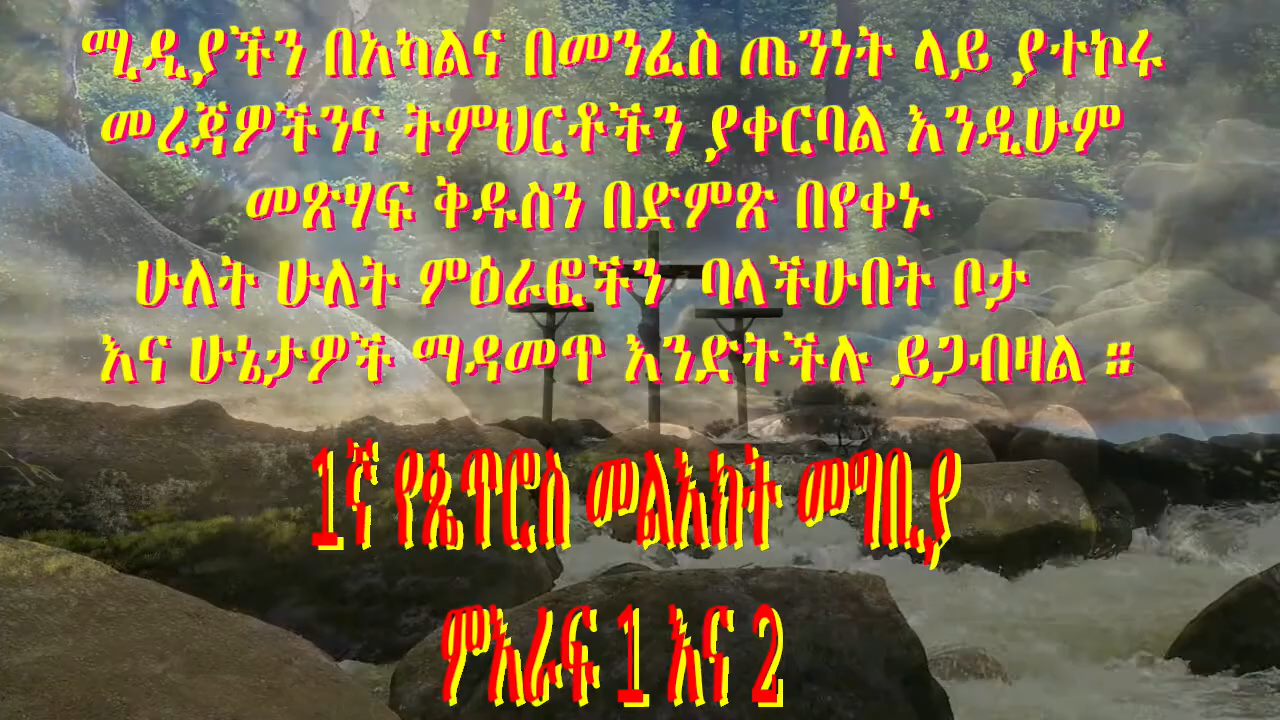 ሚዲያችን በአካልና በመንፈስ ጤንነት ላይ ያተኮሩ
መረጃዎችንና ትምህርቶችን ያቀርባል እንዲሁም
መጽሃፍ ቅዱስን በድምጽ በየቀኑ
ሁለት ሁለት ምዕራፎችን ባላችሁበት ቦታ
እና ሁኔታዎች ማዳመጥ እንድትችሉ ይጋብዛል ።
1ኛ የጴጥሮስ መልእክት መግቢያ
ምእራፍ 1 እና 2